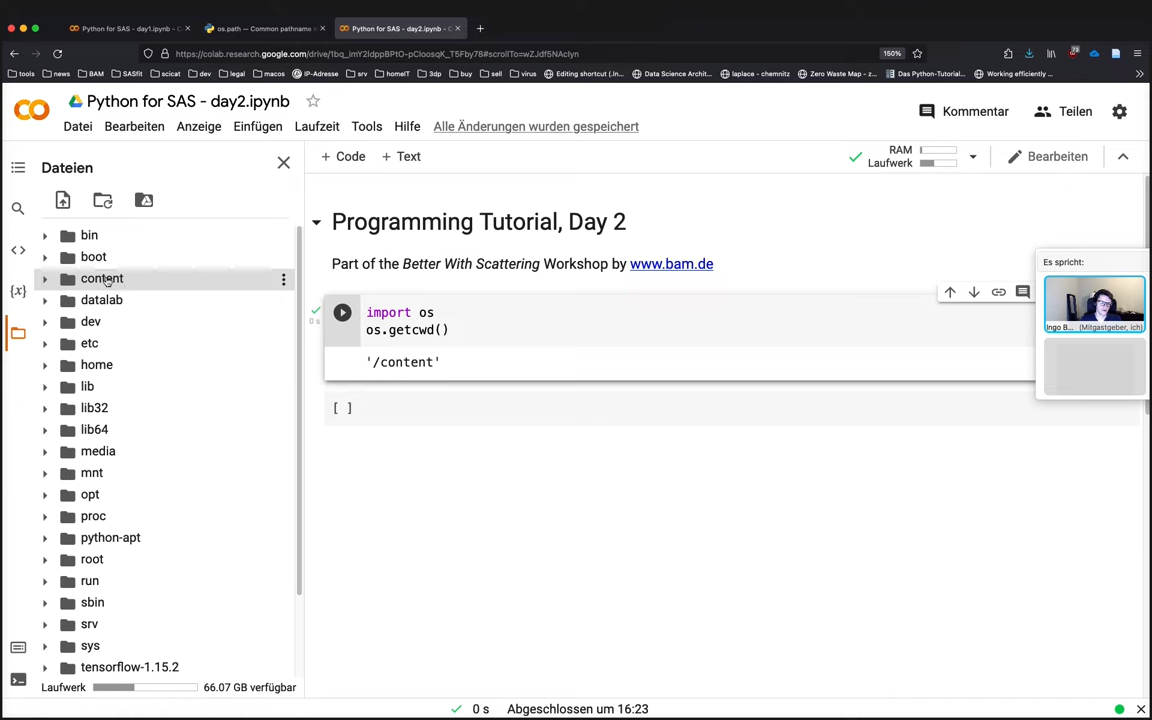 Python for SAS - day1.ipynb - C
os.path — Common pathname
Python for SAS - day2.ipynb - C
https://colab.research.google.com/drive/1bq_imY2ldppBPtO-pCloosqK_T5Fby78#scrollTo=wZJdf5NAcIyn
150%
73
tools
news
BAM
SASfit
scicat
dev
legal
macos
IP-Adresse
srv
homeIT
3dp
buy
sell
virus
Editing shortcut (.ln...
Data Science Archit...
laplace - chemnitz
Zero Waste Map - z...
Das Python-Tutorial...
Working efficiently ...
Python for SAS - day2.ipynb
Kommentar
Teilen
Datei Bearbeiten Anzeige Einfügen Laufzeit Tools Hilfe Alle Änderungen wurden gespeichert
Dateien
+ Code + Text
RAM
Laufwerk
Bearbeiten
bin
boot
content
datalab
dev
etc
home
lib
lib32
lib64
media
mnt
opt
proc
python-apt
root
run
sbin
srv
sys
tensorflow-1.15.2
Laufwerk 66.07 GB verfügbar
Programming Tutorial, Day 2
Part of the Better With Scattering Workshop by www.bam.de
0 s
import os
os.getcwd()
'/content'
[ ]
Es spricht:
Ingo B... (Mitgastgeber, ich)
0 s Abgeschlossen um 16:23